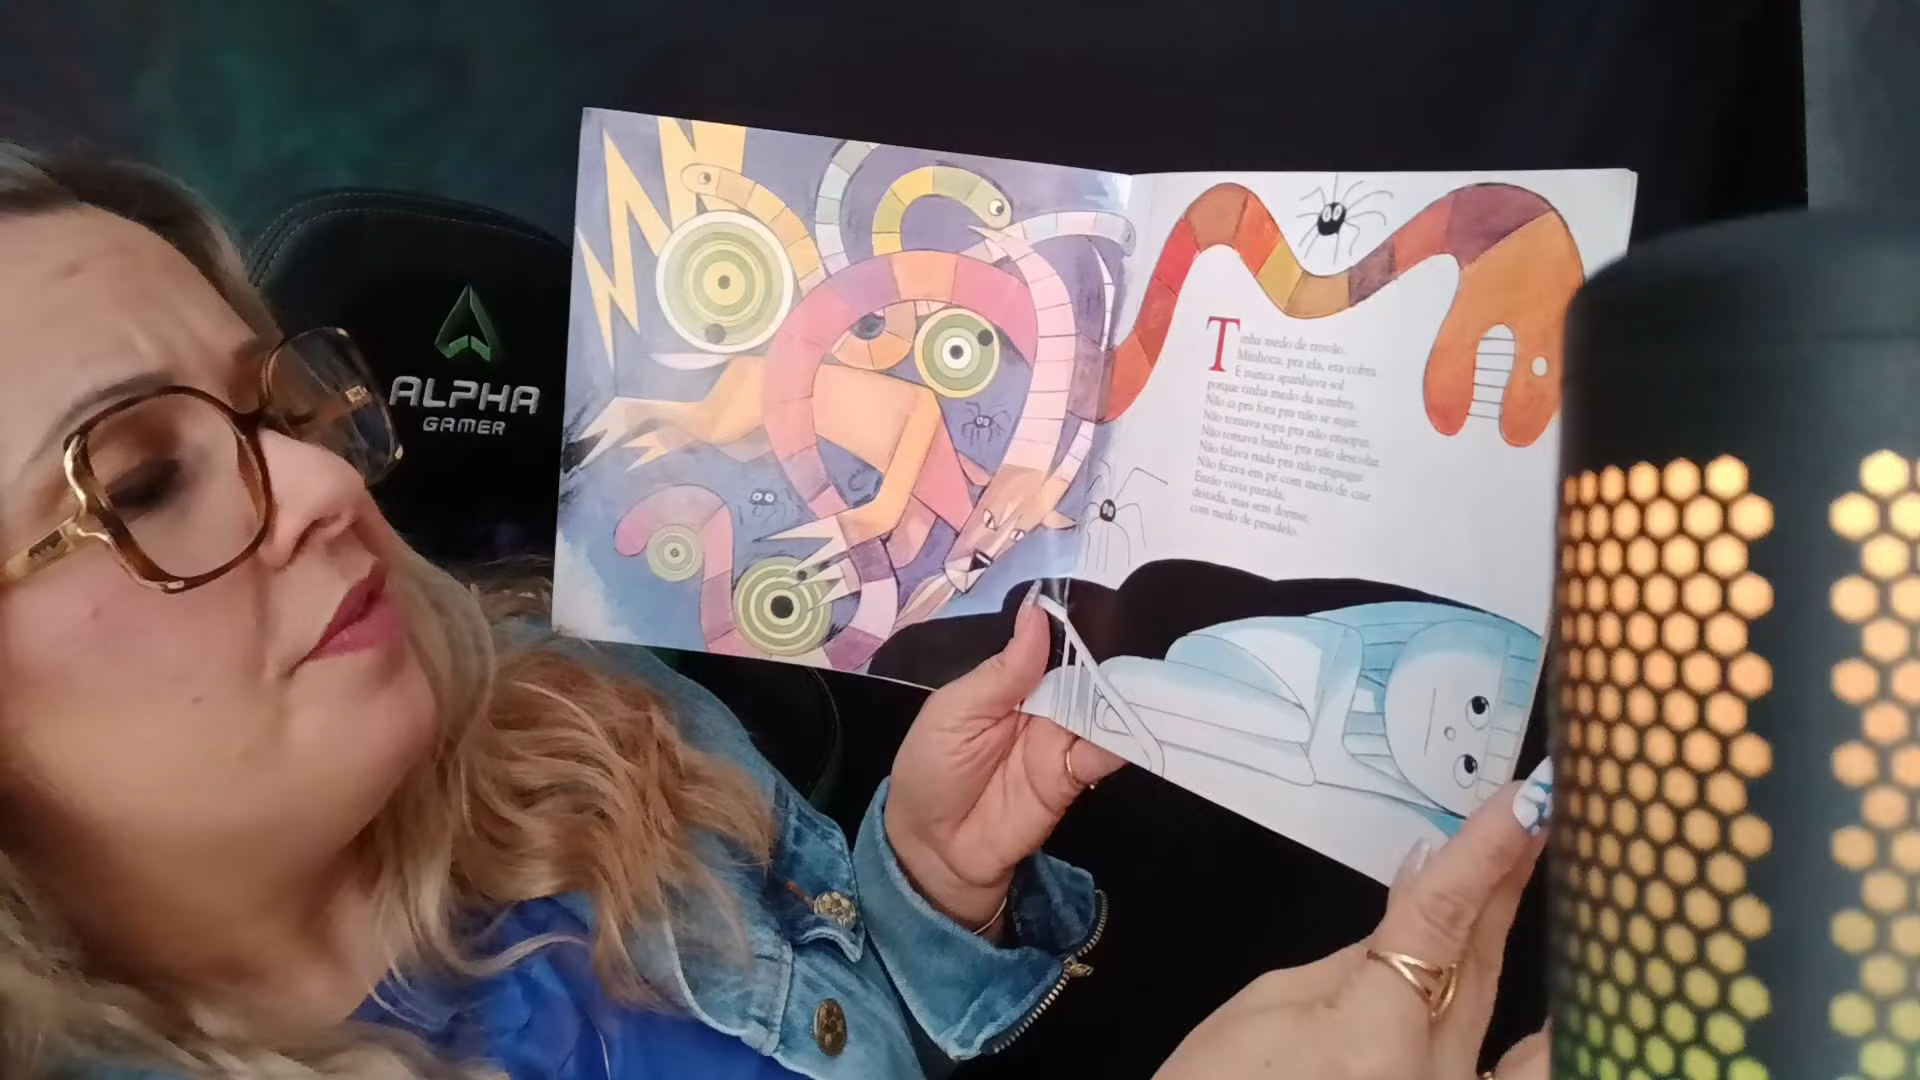 ALPHA
GAMER
Tinha medo de trovão.
Minhoca, pra ela, era cobra.
E nunca apanhava sol
porque tinha medo da sombra.
Não ia pra fora pra não se sujar.
Não tomava sopa pra não ensopar.
Não tomava banho pra não descolar.
Não falava nada pra não engasgar.
Não ficava em pé com medo de cair.
Então vivia parada,
deitada, mas sem dormir,
com medo de pesadelo.